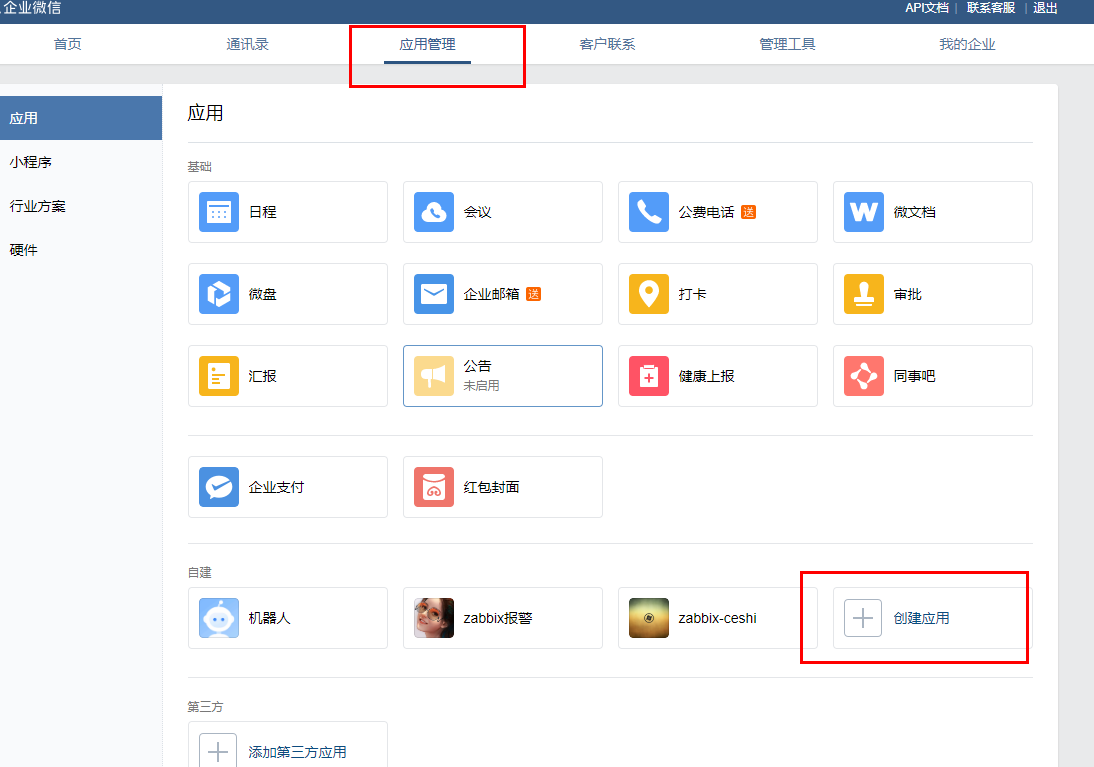 企业微信
API文档 | 联系客服 | 退出
首页 通讯录 应用管理 客户联系 管理工具 我的企业
应用
小程序
行业方案
硬件
应用
基础
日程 会议 公费电话 送 微文档
微盘 企业邮箱 送 打卡 审批
汇报 公告 健康上报 同事吧
未启用
企业支付 红包封面
自建
机器人 zabbix报警 zabbix-ceshi 创建应用
第三方
添加第三方应用